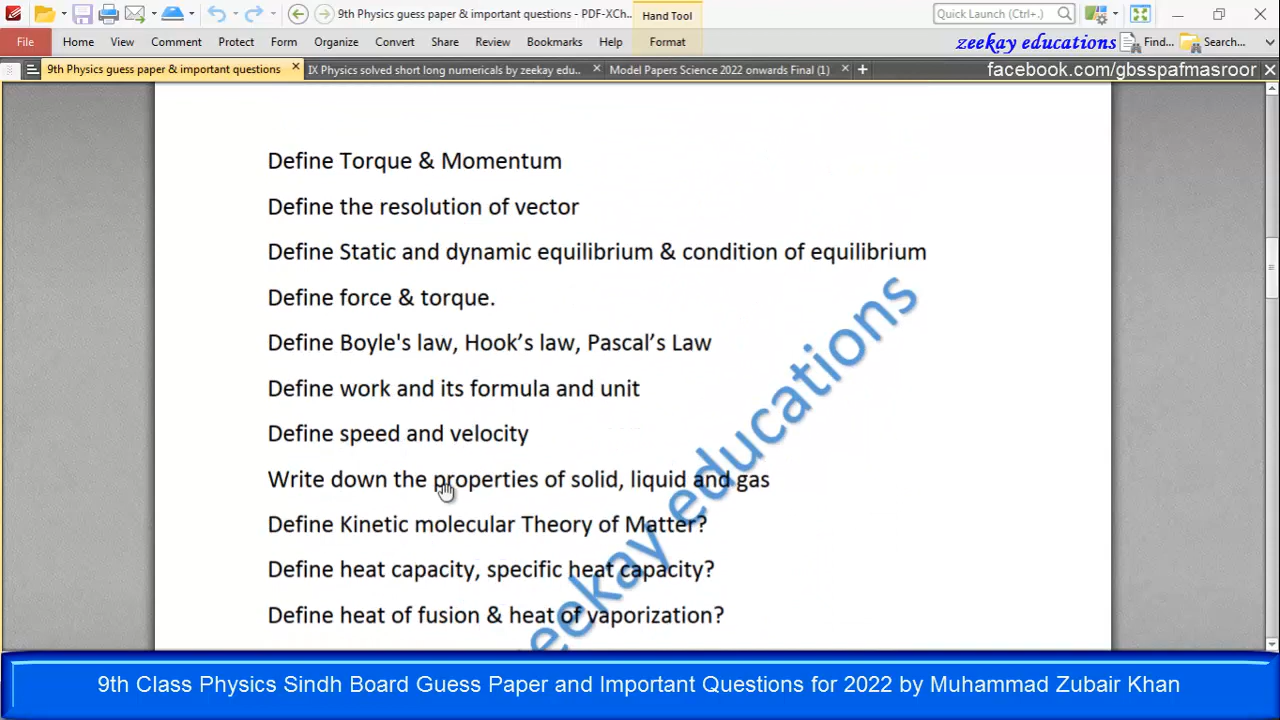 9th Physics guess paper & important questions - PDF-XCh...
Hand Tool
Quick Launch (Ctrl+.)
File Home View Comment Protect Form Organize Convert Share Review Bookmarks Help Format
zeekay educations
Find...
Search...
9th Physics guess paper & important questions
IX Physics solved short long numericals by zeekay edu...
Model Papers Science 2022 onwards Final (1)
facebook.com/gbsspafmasroor
Define Torque & Momentum
Define the resolution of vector
Define Static and dynamic equilibrium & condition of equilibrium
Define force & torque.
Define Boyle's law, Hook’s law, Pascal’s Law
Define work and its formula and unit
Define speed and velocity
Write down the properties of solid, liquid and gas
Define Kinetic molecular Theory of Matter?
Define heat capacity, specific heat capacity?
Define heat of fusion & heat of vaporization?
eekay educations
9th Class Physics Sindh Board Guess Paper and Important Questions for 2022 by Muhammad Zubair Khan